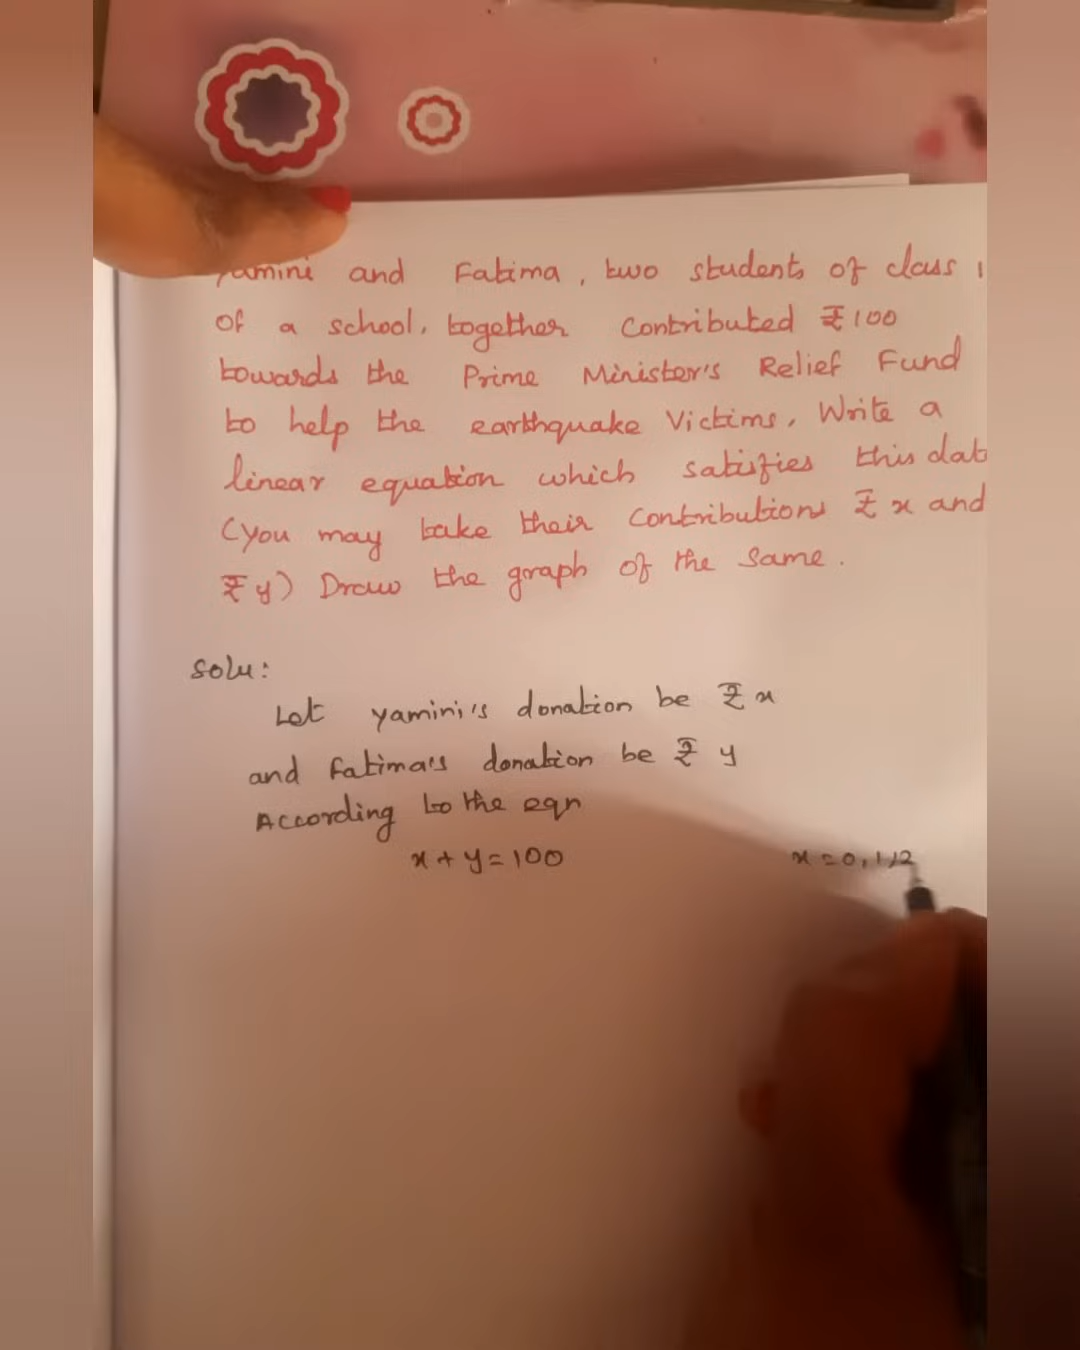 Yamini and Fatima, two students of class
of a school, together Contributed ₹100
towards the Prime Minister's Relief Fund
to help the earthquake Victims, Write a
linear equation which satisfies this dat
(You may take their Contributions ₹ x and
₹ y) Draw the graph of the Same.
Solu:
Let yamini's donation be ₹ x
and Fatima's donation be ₹ y
According to the eqn
x + y = 100 x = 0, 1, 2